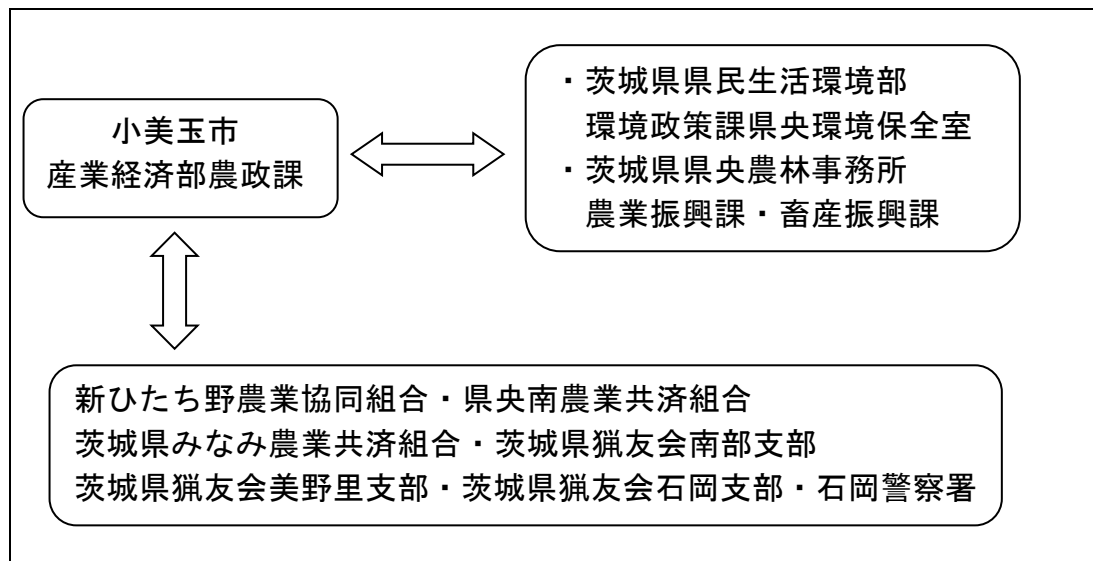 小美玉市
産業経済部農政課
・茨城県県民生活環境部
環境政策課県央環境保全室
・茨城県県央農林事務所
農業振興課・畜産振興課
新ひたち野農業協同組合・県央南農業共済組合
茨城県みなみ農業共済組合・茨城県猟友会南部支部
茨城県猟友会美野里支部・茨城県猟友会石岡支部・石岡警察署